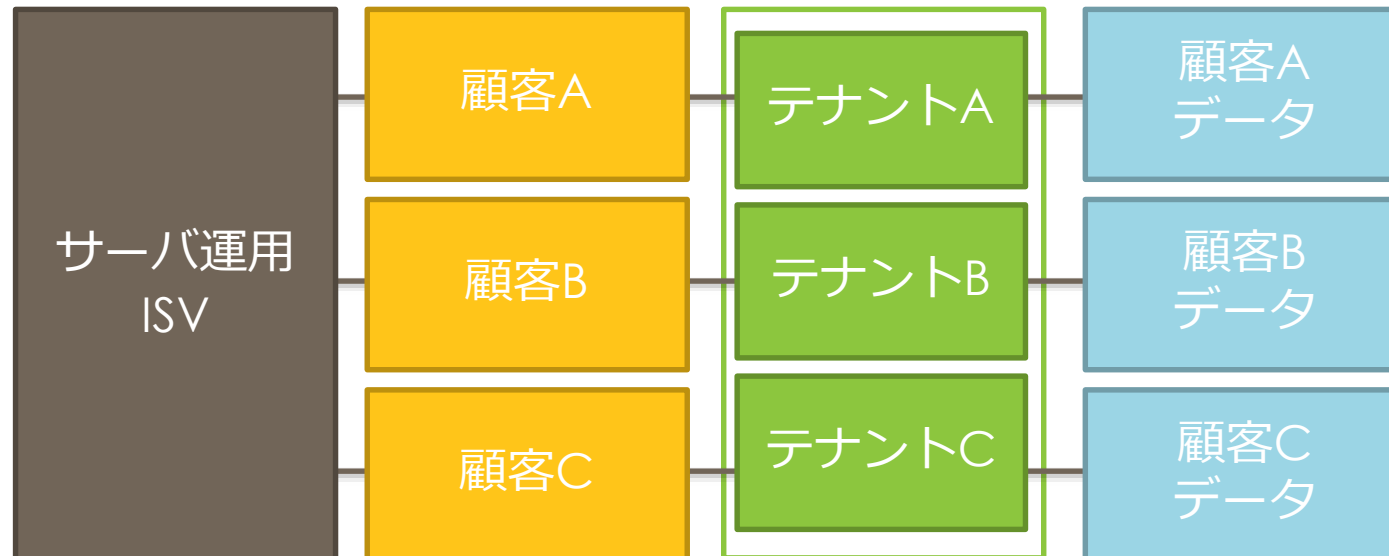 サーバ運用
ISV
顧客A
テナントA
顧客A
データ
顧客B
テナントB
顧客B
データ
顧客C
テナントC
顧客C
データ